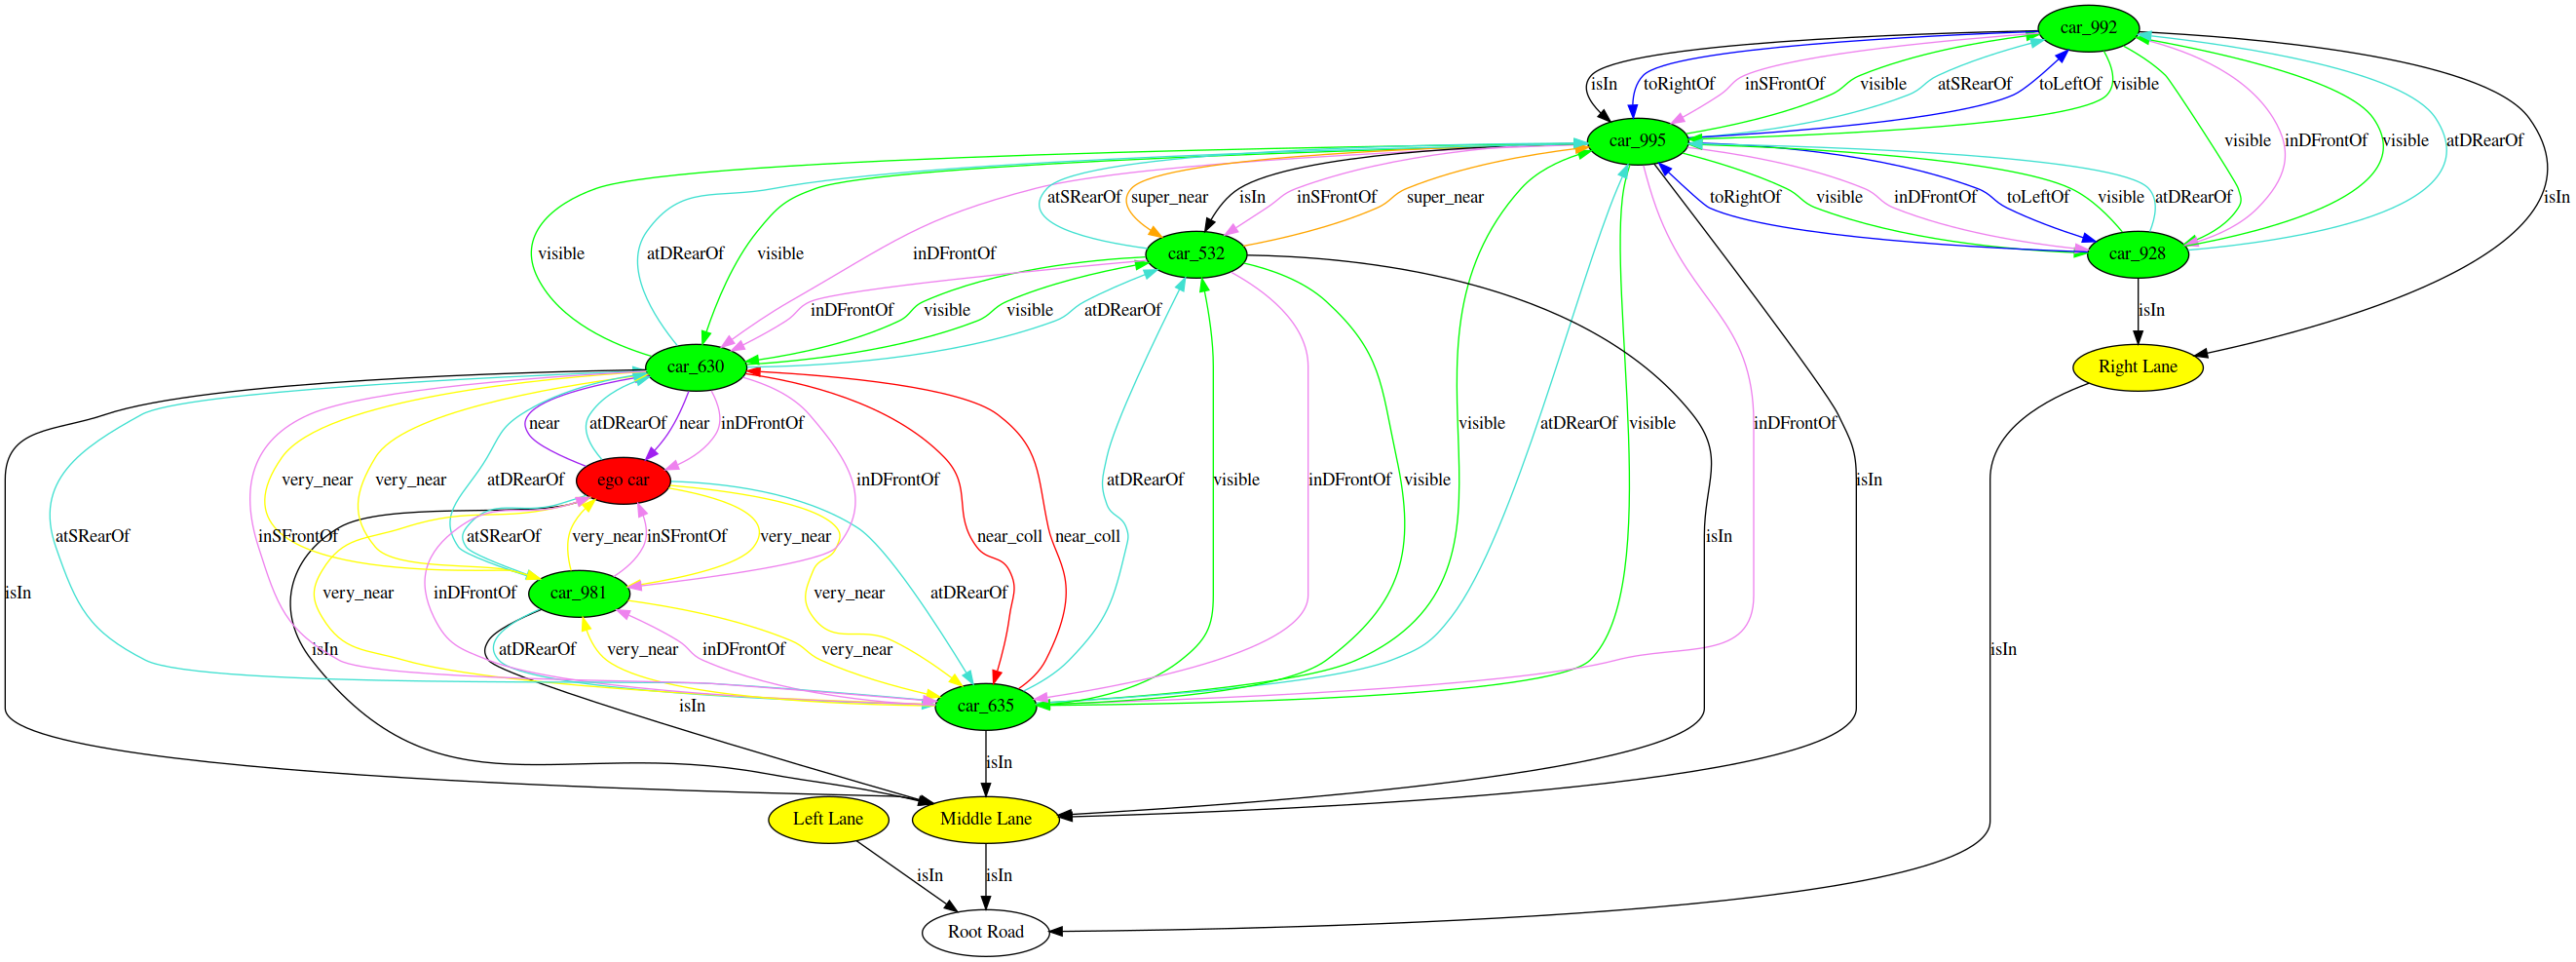 car_992
isIn toRightOf inSFrontOf visible atSRearOf toLeftOf visible
car_995 visible inDFrontOf visible atDRearOf
atSRearOf super_near isIn inSFrontOf super_near toRightOf visible inDFrontOf toLeftOf visible atDRearOf isIn
visible atDRearOf visible inDFrontOf car_532 car_928
inDFrontOf visible visible atDRearOf isIn
car_630 Right Lane
near atDRearOf near inDFrontOf visible atDRearOf visible inDFrontOf
very_near very_near atDRearOf ego car inDFrontOf atDRearOf visible inDFrontOf visible isIn
atSRearOf inSFrontOf atSRearOf very_near inSFrontOf very_near near_coll near_coll isIn
isIn very_near inDFrontOf car_981 very_near atDRearOf
isIn atDRearOf very_near inDFrontOf very_near isIn
isIn car_635
isIn
Left Lane Middle Lane
isIn isIn
Root Road